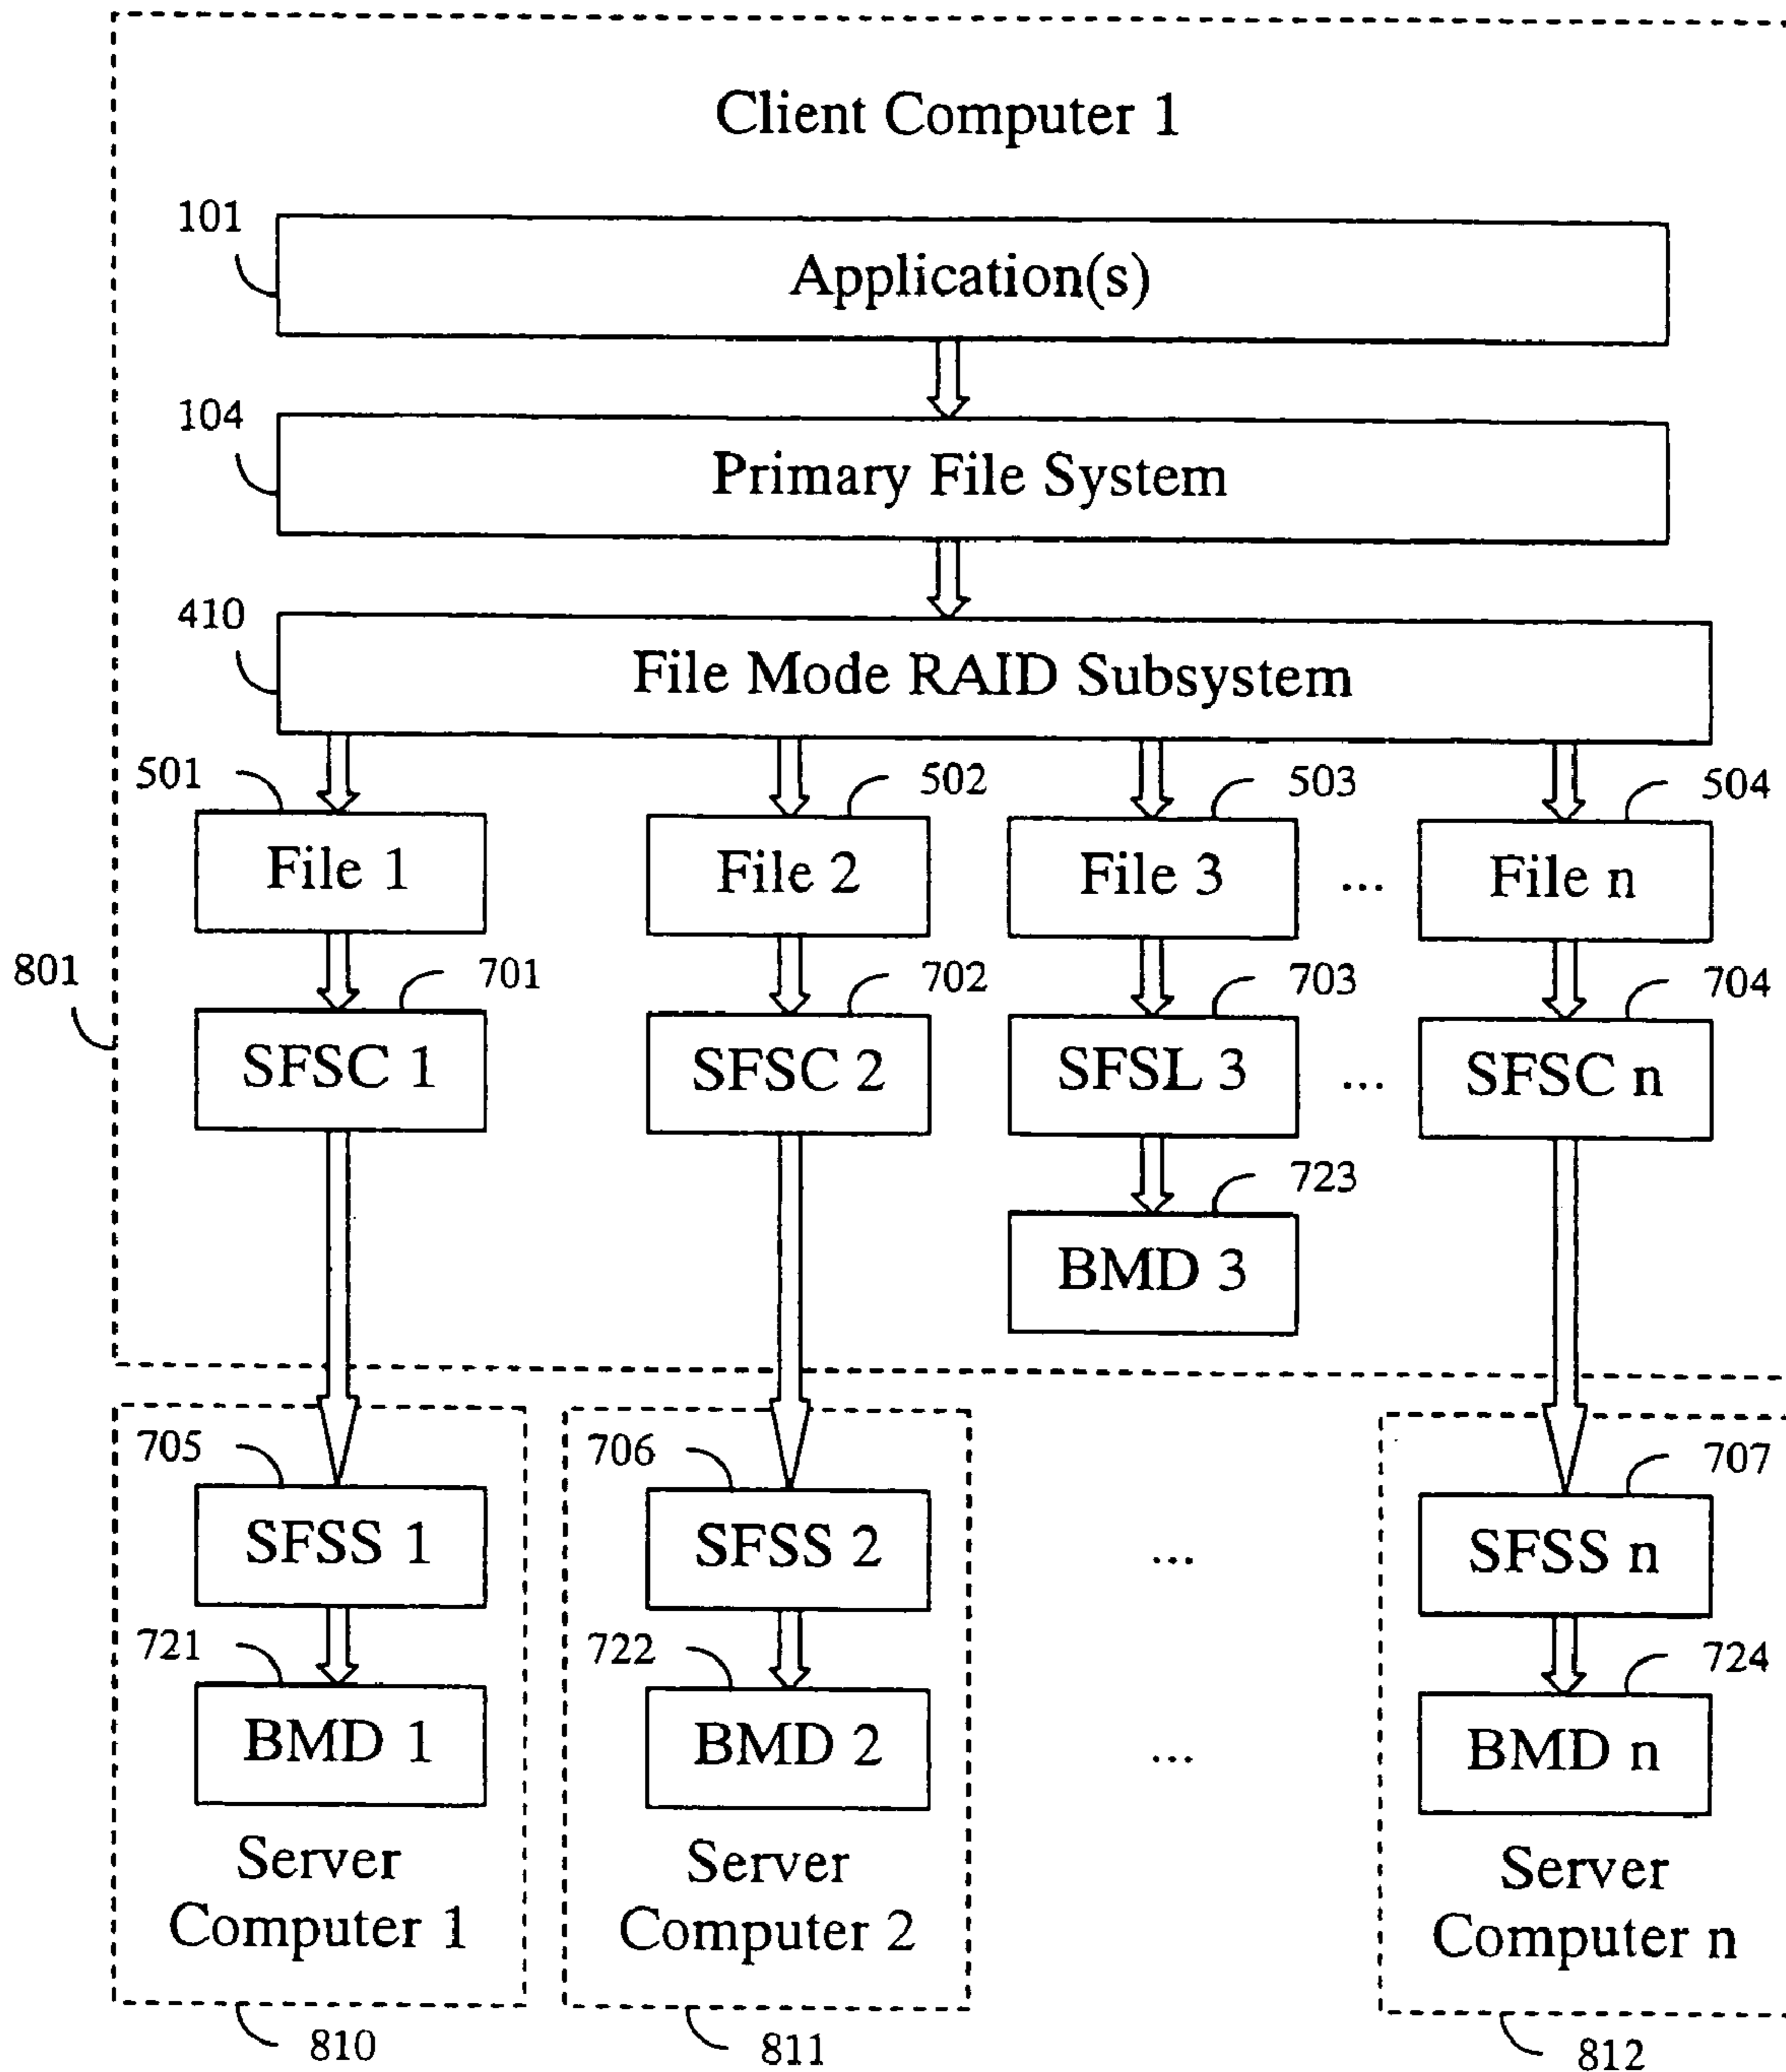 Client Computer 1
101
Application(s)
104
Primary File System
410
File Mode RAID Subsystem
501
502
503
504
File 1
File 2
File 3
...
File n
801
701
702
703
704
SFSC 1
SFSC 2
SFSL 3
...
SFSC n
723
BMD 3
705
706
707
SFSS 1
SFSS 2
...
SFSS n
721
722
724
BMD 1
BMD 2
...
BMD n
Server
Computer 1
Server
Computer 2
Server
Computer n
810
811
812